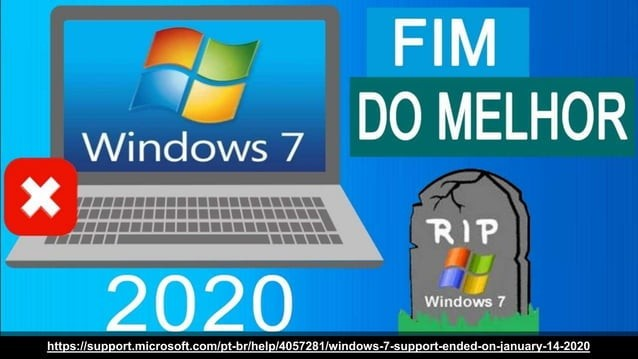 FIM
DO MELHOR
Windows 7
RIP
Windows 7
2020
https://support.microsoft.com/pt-br/help/4057281/windows-7-support-ended-on-january-14-2020